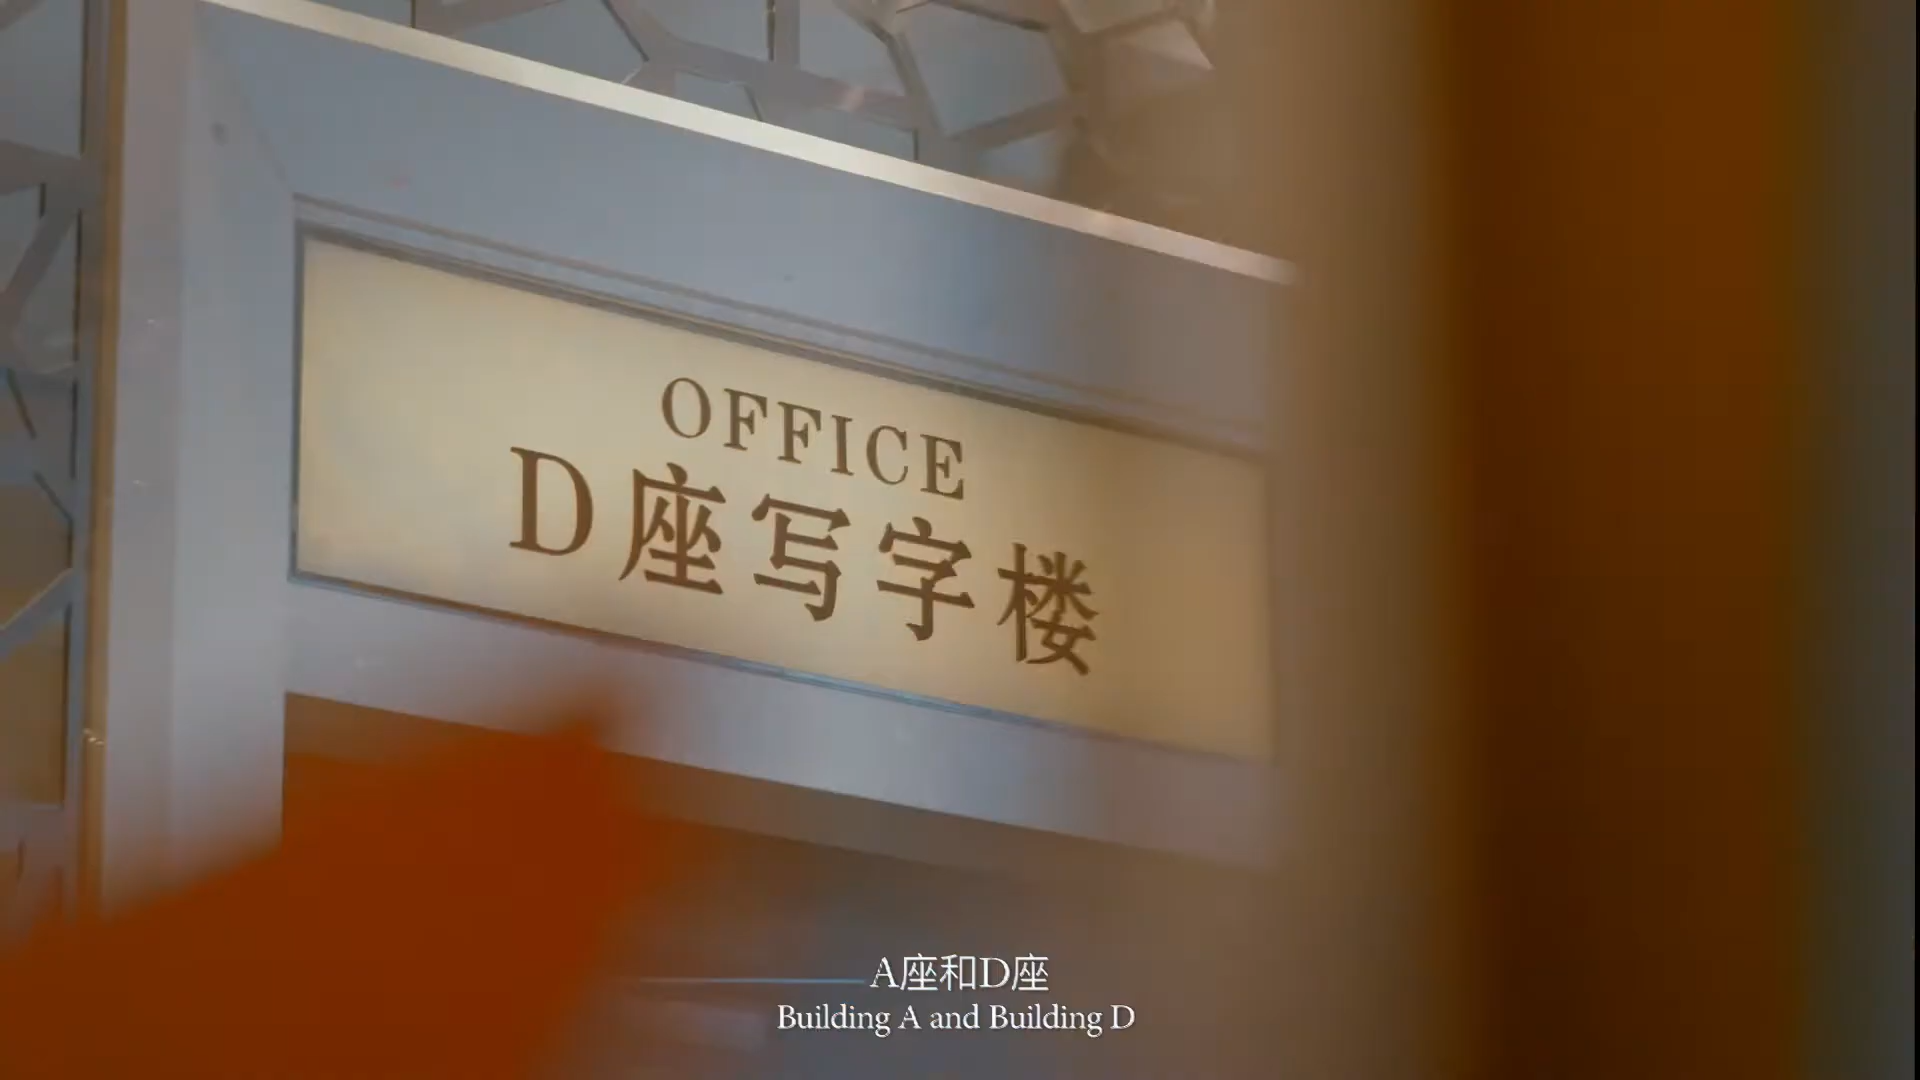 OFFICE
D座写字楼
A座和D座
Building A and Building D